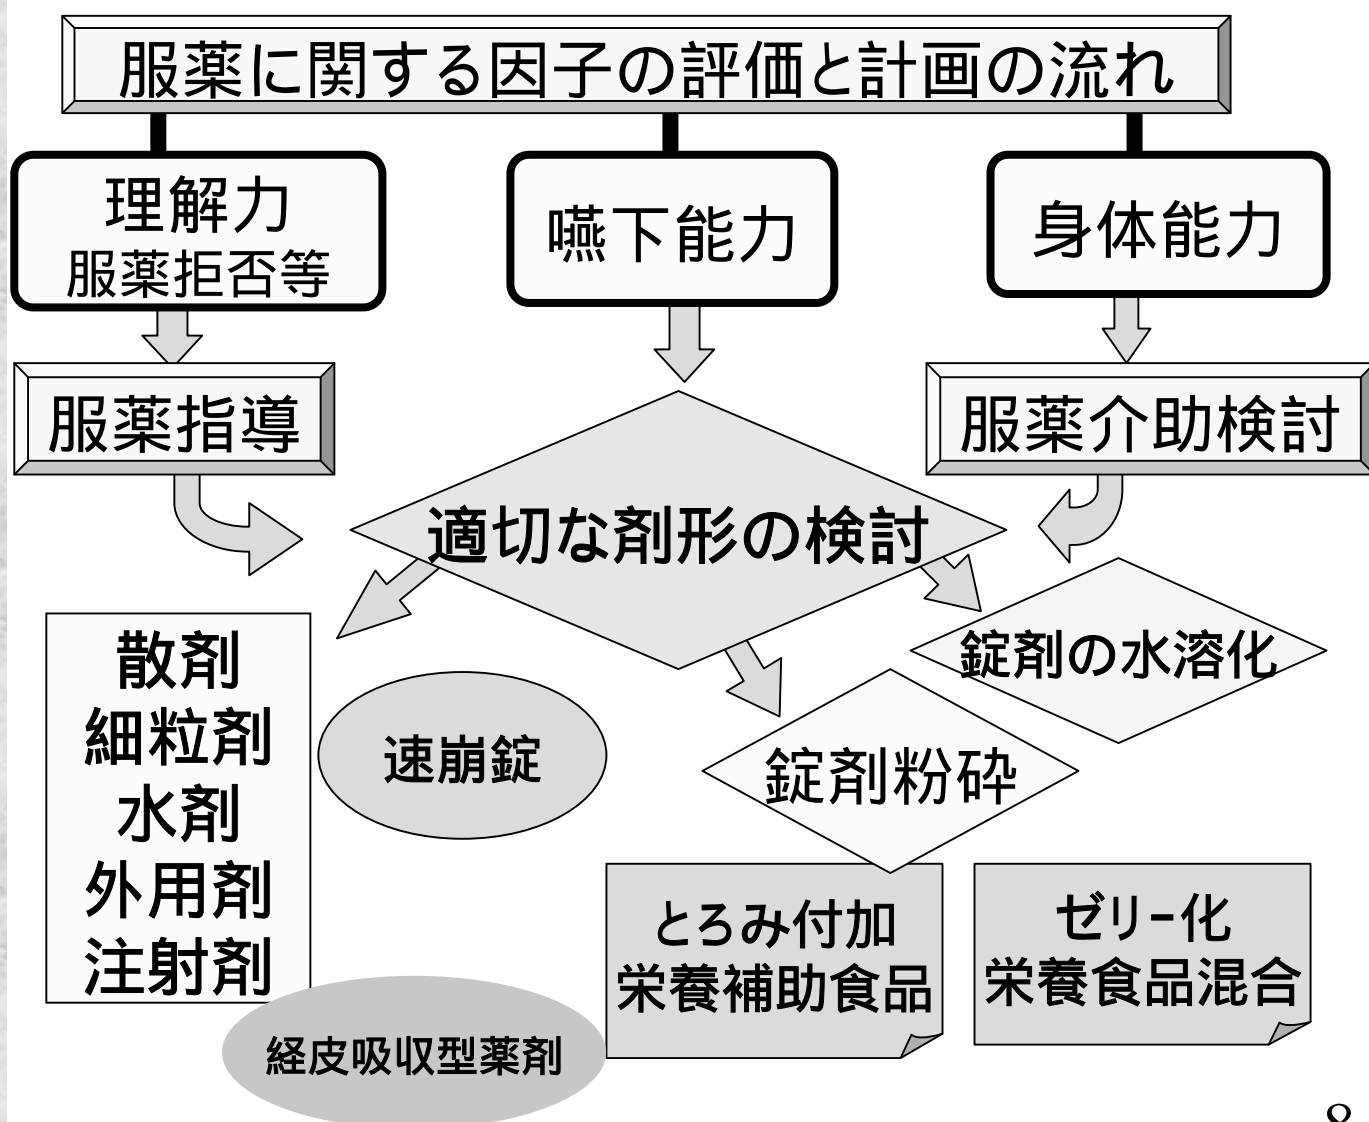 服薬に関する因子の評価と計画の流れ
理解力
服薬拒否等
嚥下能力
身体能力
服薬指導
服薬介助検討
適切な剤形の検討
散剤
細粒剤
水剤
外用剤
注射剤
速崩錠
経皮吸収型薬剤
錠剤の水溶化
錠剤粉砕
とろみ付加
栄養補助食品
ゼリー化
栄養食品混合
8